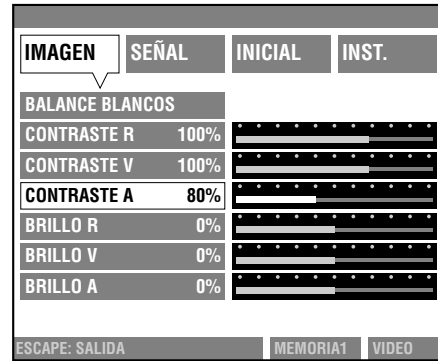 IMAGEN SEÑAL INICIAL INST.
BALANCE BLANCOS
CONTRASTE R 100%
CONTRASTE V 100%
CONTRASTE A 80%
BRILLO R 0%
BRILLO V 0%
BRILLO A 0%
ESCAPE: SALIDA MEMORIA1 VIDEO